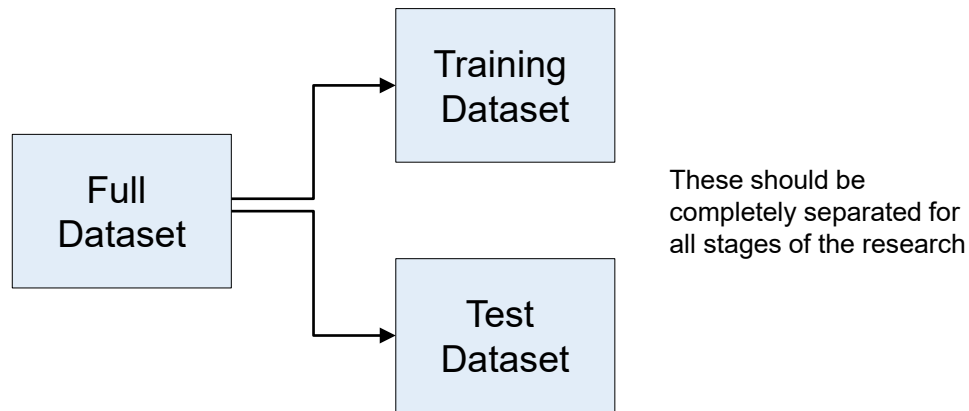 Training
Dataset
Full
Dataset
These should be
completely separated for
all stages of the research
Test
Dataset